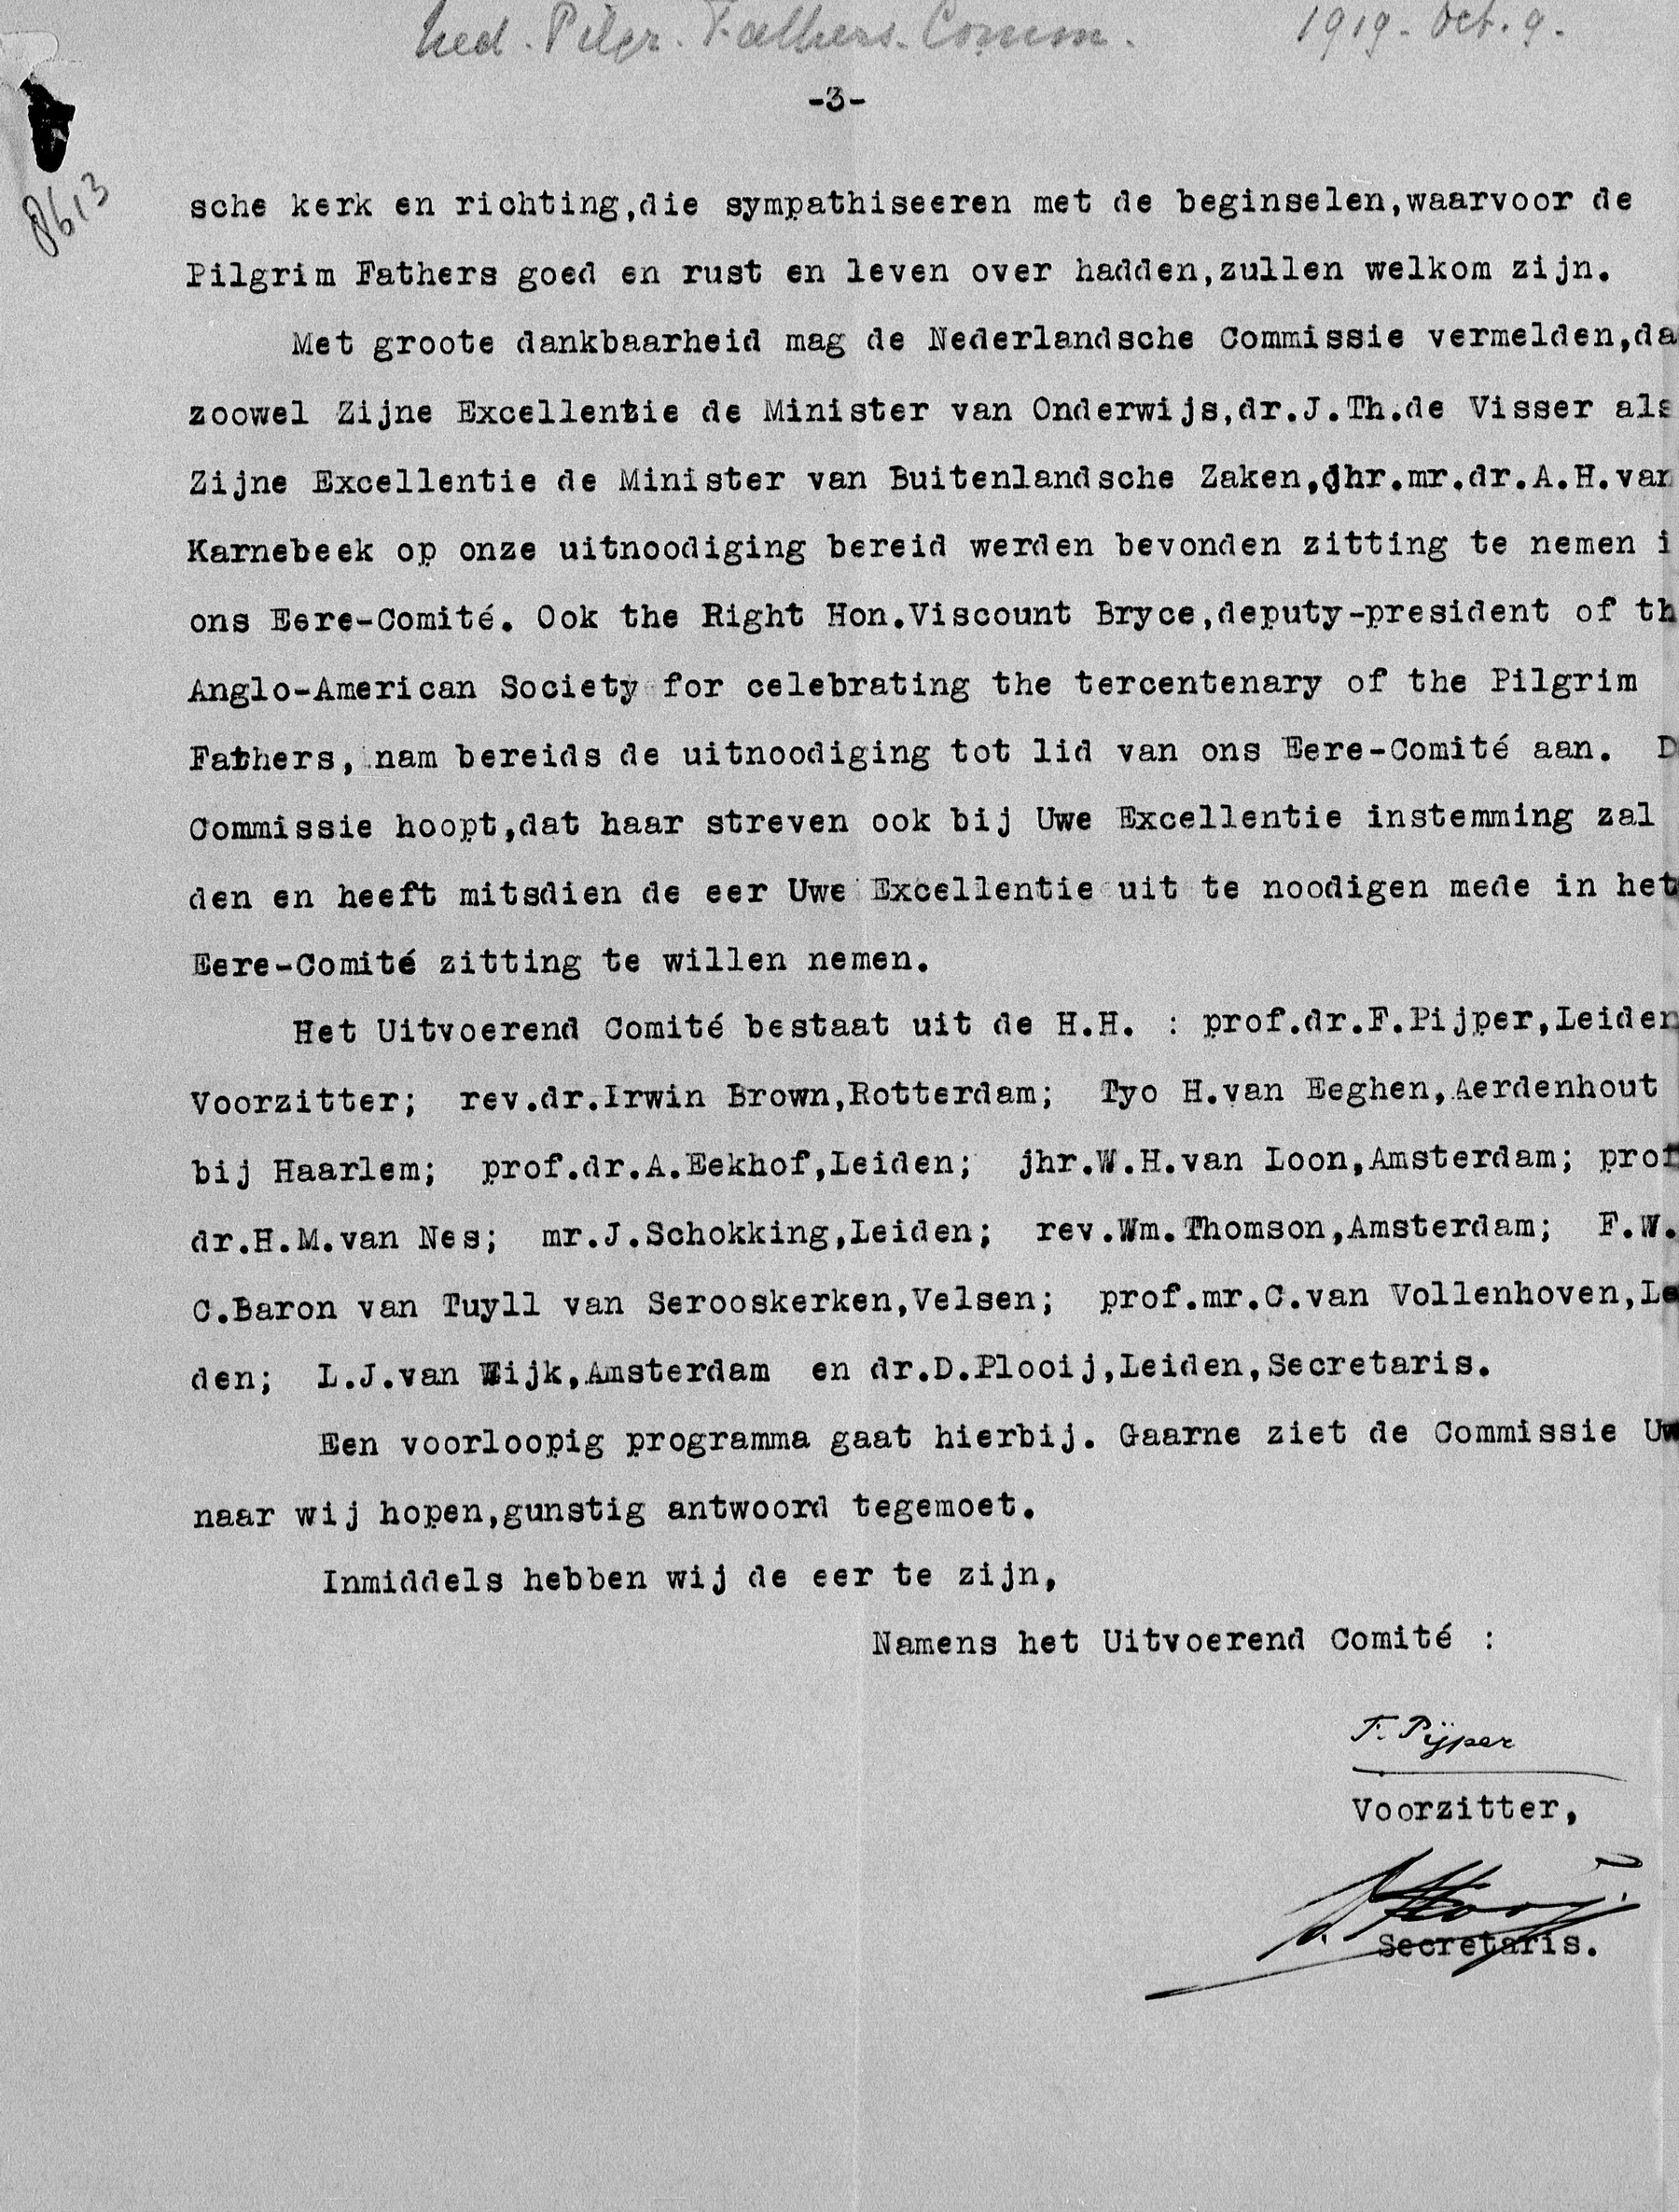 Ned. Pilgr. Fathers. Comm. 1919. Oct. 9.
-3-
8613
sche kerk en richting,die sympathiseeren met de beginselen,waarvoor de
Pilgrim Fathers goed en rust en leven over hadden,zullen welkom zijn.
Met groote dankbaarheid mag de Nederlandsche Commissie vermelden,da
zoowel Zijne Excellentie de Minister van Onderwijs,dr.J.Th.de Visser als
Zijne Excellentie de Minister van Buitenlandsche Zaken,jhr.mr.dr.A.H.van
Karnebeek op onze uitnoodiging bereid werden bevonden zitting te nemen i
ons Eere-Comité. Ook the Right Hon.Viscount Bryce,deputy-president of th
Anglo-American Society for celebrating the tercentenary of the Pilgrim
Fathers, nam bereids de uitnoodiging tot lid van ons Eere-Comité aan. D
Commissie hoopt,dat haar streven ook bij Uwe Excellentie instemming zal
den en heeft mitsdien de eer Uwe Excellentie uit te noodigen mede in het
Eere-Comité zitting te willen nemen.
Het Uitvoerend Comité bestaat uit de H.H. : prof.dr.F.Pijper,Leiden
Voorzitter; rev.dr.Irwin Brown,Rotterdam; Tyo H.van Eeghen,Aerdenhout
bij Haarlem; prof.dr.A.Eekhof,Leiden; jhr.W.H.van Loon,Amsterdam; prof
dr.H.M.van Nes; mr.J.Schokking,Leiden; rev.Wm.Thomson,Amsterdam; F.W.
C.Baron van Tuyll van Serooskerken,Velsen; prof.mr.C.van Vollenhoven,Le
den; L.J.van Wijk,Amsterdam en dr.D.Plooij,Leiden,Secretaris.
Een voorloopig programma gaat hierbij. Gaarne ziet de Commissie Uw
naar wij hopen,gunstig antwoord tegemoet.
Inmiddels hebben wij de eer te zijn,
Namens het Uitvoerend Comité :
F. Pijper
Voorzitter,
D. Plooij
Secretaris.